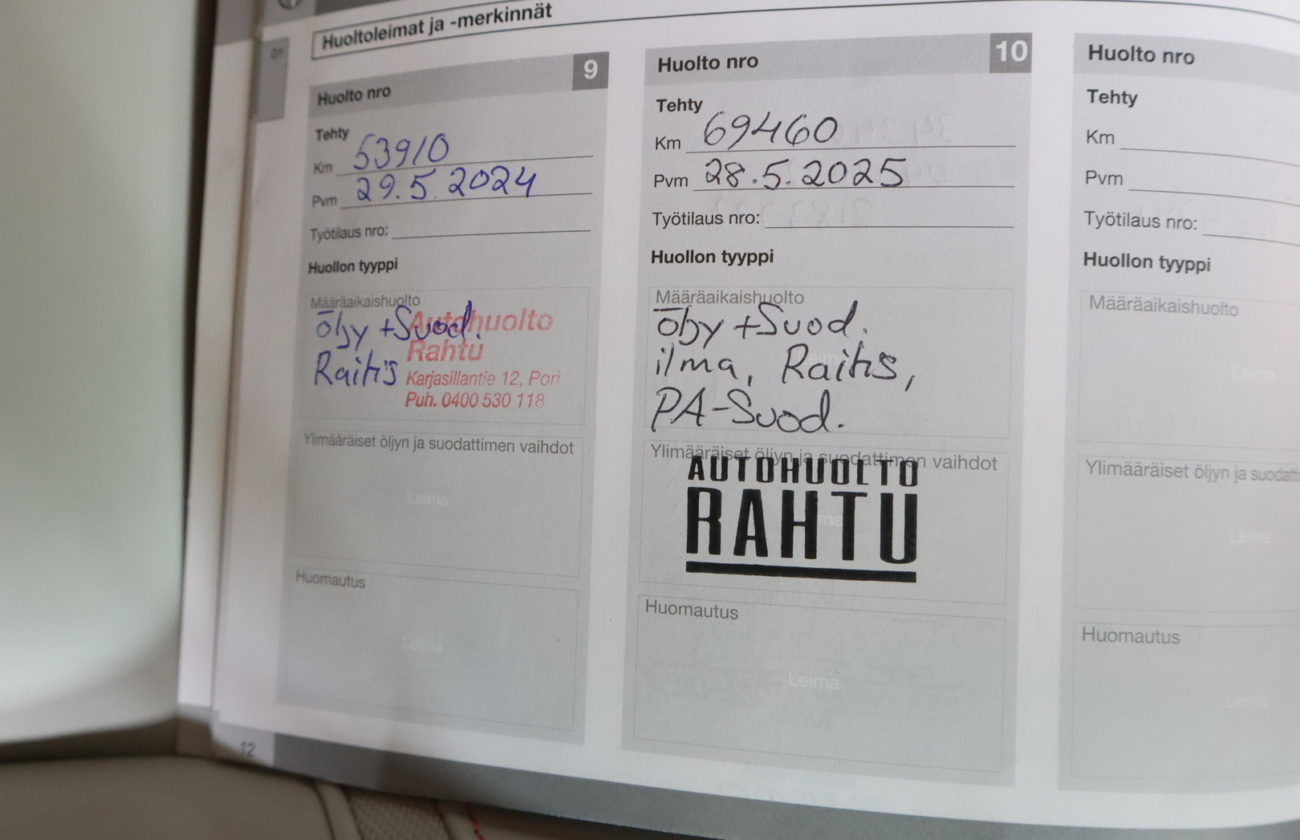 Huoltoleimat ja -merkinnät
Huolto nro 9
Tehty
Km 53910
Pvm 29.5.2024
Työtilaus nro:
Huollon tyyppi
Määräaikaishuolto
Öljy + Suod.
Raitis
Autohuolto
Rahtu
Karjasillantie 12, Pori
Puh. 0400 530 118
Ylimääräiset öljyn ja suodattimen vaihdot
Leima
Huomautus
Leima
12
Huolto nro 10
Tehty
Km 69460
Pvm 28.5.2025
Työtilaus nro:
Huollon tyyppi
Määräaikaishuolto
Öljy + Suod.
ilma, Raitis,
PA-Suod.
Ylimääräiset öljyn ja suodattimen vaihdot
AUTOHUOLTO
RAHTU
Huomautus
Leima
Huolto nro
Tehty
Km
Pvm
Työtilaus nro:
Huollon tyyppi
Määräaikaishuolto
Leima
Ylimääräiset öljyn ja
Leima
Huomautus
Leima